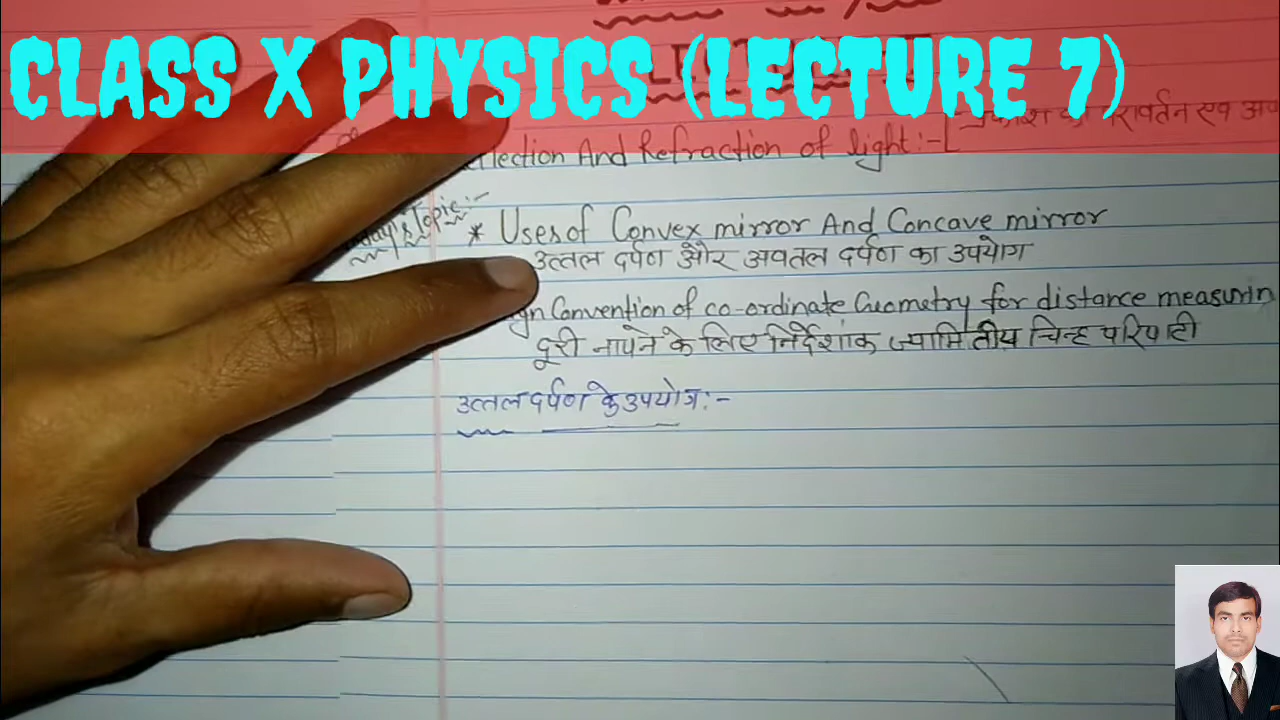 CLASS X PHYSICS (LECTURE 7)
And Refraction of light:-[
Topic:-
* Uses of Convex mirror And Concave mirror
उत्तल दर्पण और अवतल दर्पण का उपयोग
Convention of co-ordinate Geometry for distance measurin
दूरी नापने के लिए निर्देशांक ज्यामितीय चिन्ह परिपाटी
उत्तल दर्पण के उपयोग:-